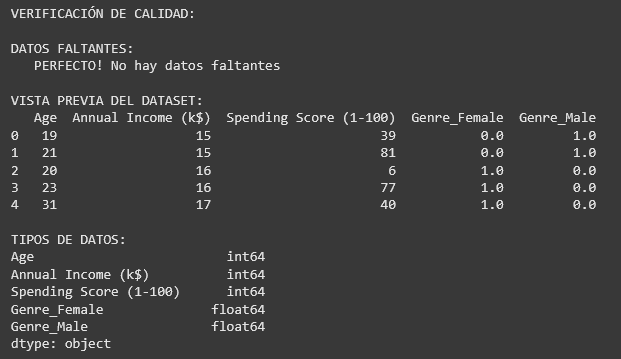 VERIFICACIÓN DE CALIDAD:
DATOS FALTANTES:
PERFECTO! No hay datos faltantes
VISTA PREVIA DEL DATASET:
Age Annual Income (k$) Spending Score (1-100) Genre_Female Genre_Male
0 19 15 39 0.0 1.0
1 21 15 81 0.0 1.0
2 20 16 6 1.0 0.0
3 23 16 77 1.0 0.0
4 31 17 40 1.0 0.0
TIPOS DE DATOS:
Age int64
Annual Income (k$) int64
Spending Score (1-100) int64
Genre_Female float64
Genre_Male float64
dtype: object